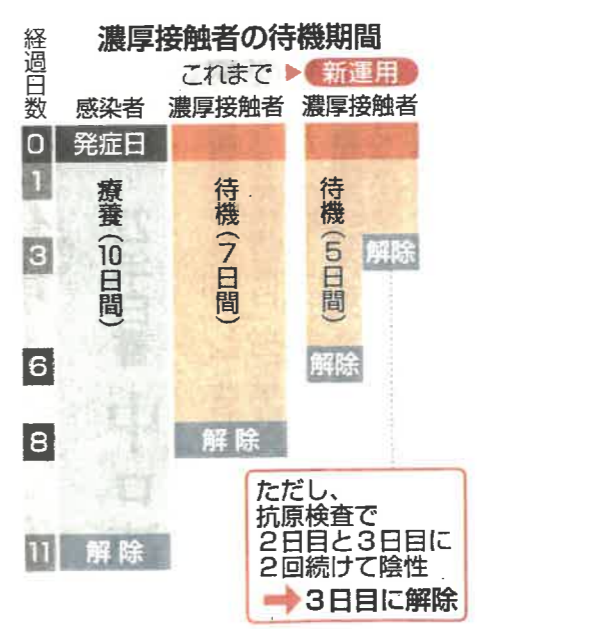 濃厚接触者の待機期間
経過日数
これまで ▶ 新運用
感染者 濃厚接触者 濃厚接触者
0 発症日
1
3 解除
6 解除
8 解除
11 解除
療養(10日間)
待機(7日間)
待機(5日間)
ただし、
抗原検査で
2日目と3日目に
2回続けて陰性
➡3日目に解除